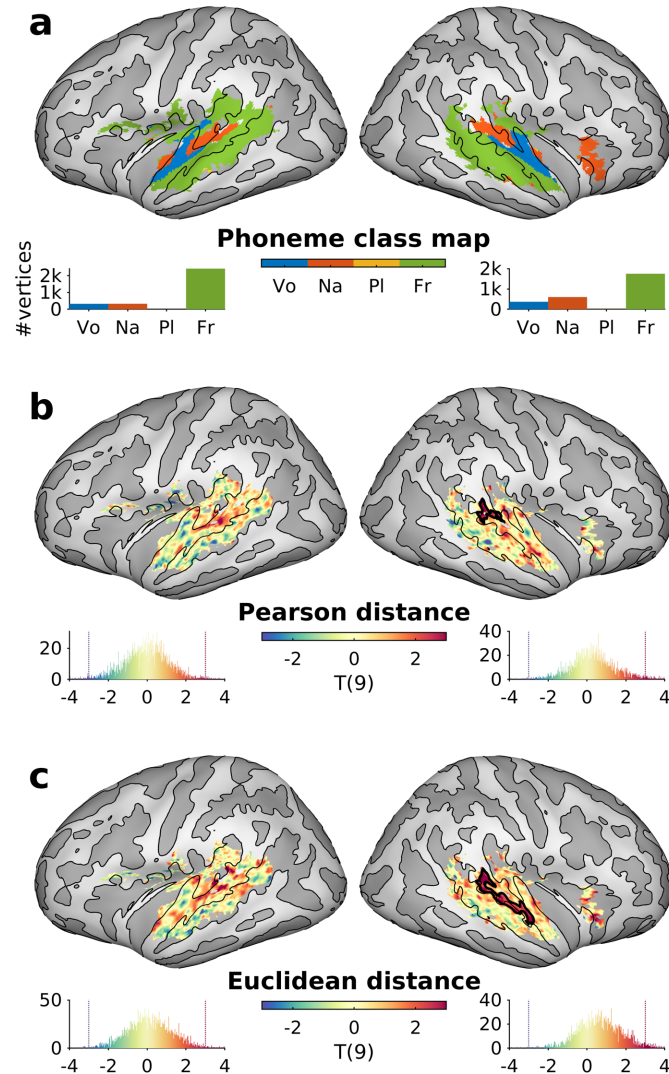 a
Phoneme class map
#vertices
2k
1k
0
Vo Na Pl Fr
Vo Na Pl Fr
2k
1k
0
Vo Na Pl Fr
b
Pearson distance
20
0
-4 -2 0 2 4
-2 0 2
T(9)
40
20
0
-4 -2 0 2 4
c
Euclidean distance
50
0
-4 -2 0 2 4
-2 0 2
T(9)
40
20
0
-4 -2 0 2 4